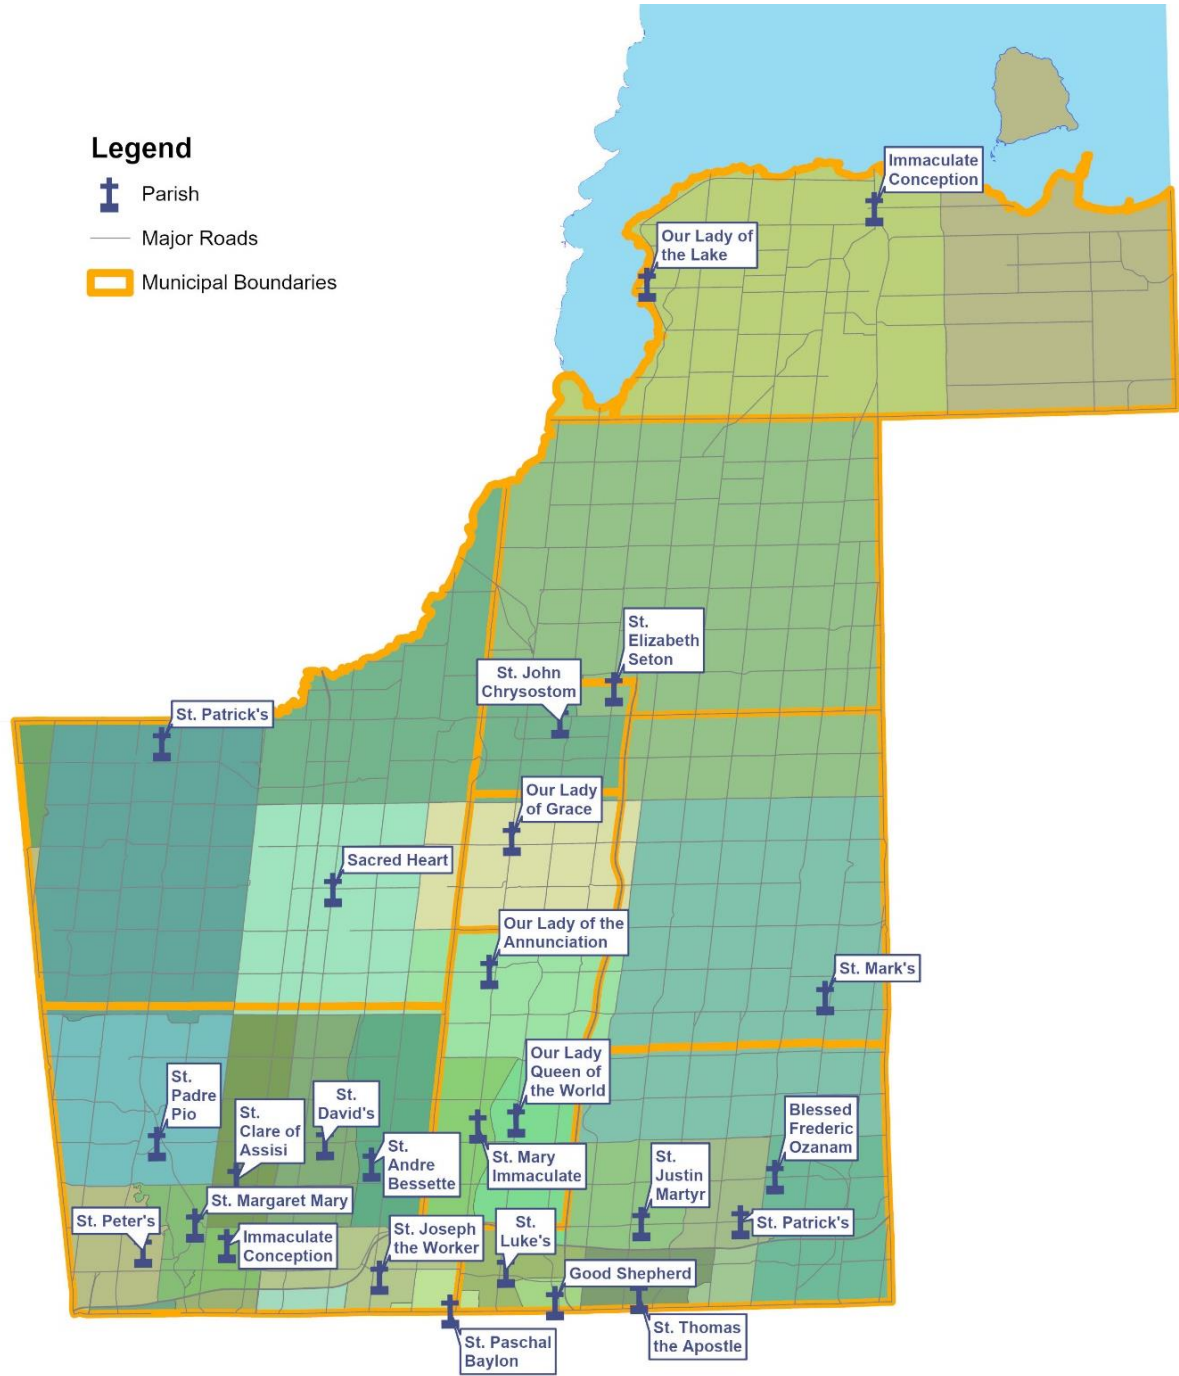 Legend
Parish
Major Roads
Municipal Boundaries
Immaculate
Conception
Our Lady of
the Lake
St.
Elizabeth
Seton
St. John
Chrysostom
St. Patrick's
Our Lady
of Grace
Sacred Heart
Our Lady of the
Annunciation
St. Mark's
Our Lady
Queen of
the World
St.
Padre
Pio
St.
Clare of
Assisi
St.
David's
St.
Andre
Bessette
St. Mary
Immaculate
St.
Justin
Martyr
Blessed
Frederic
Ozanam
St. Margaret Mary
St. Peter's
Immaculate
Conception
St. Joseph
the Worker
St.
Luke's
St. Patrick's
Good Shepherd
St. Paschal
Baylon
St. Thomas
the Apostle